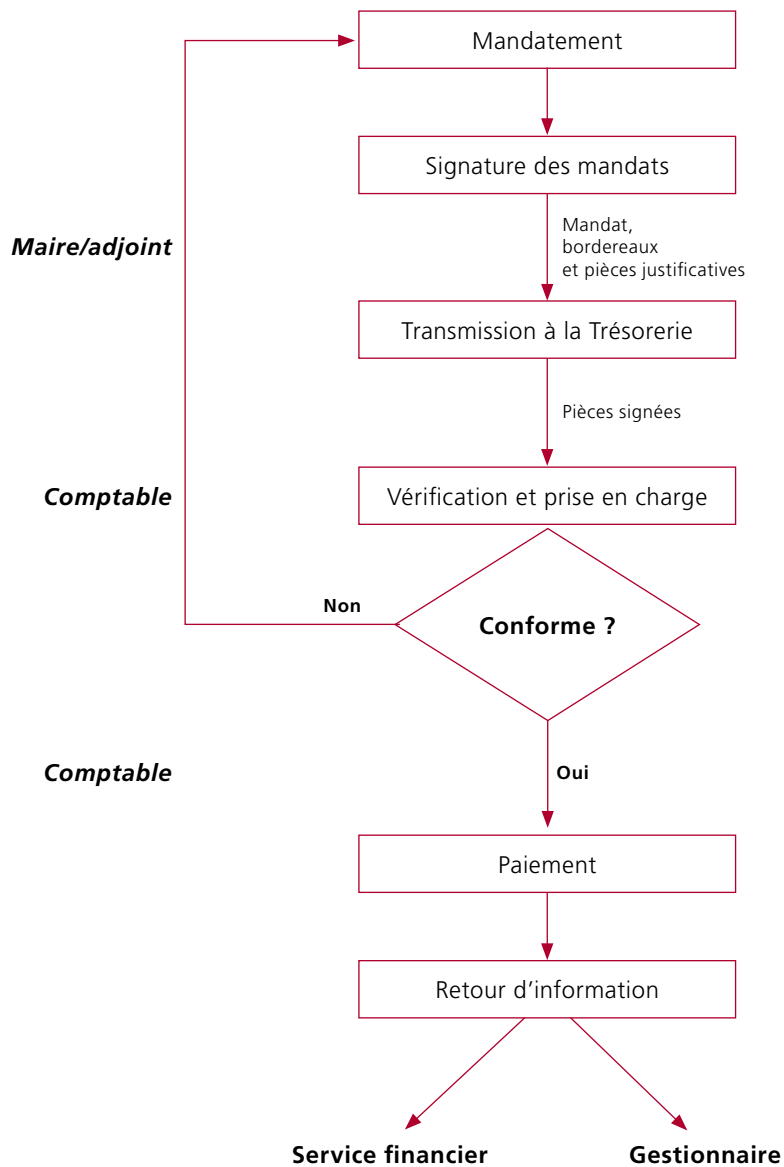 Mandatement
Signature des mandats
Maire/adjoint
Mandat,
bordereaux
et pièces justificatives
Transmission à la Trésorerie
Pièces signées
Comptable
Vérification et prise en charge
Non
Conforme ?
Comptable
Oui
Paiement
Retour d’information
Service financier
Gestionnaire